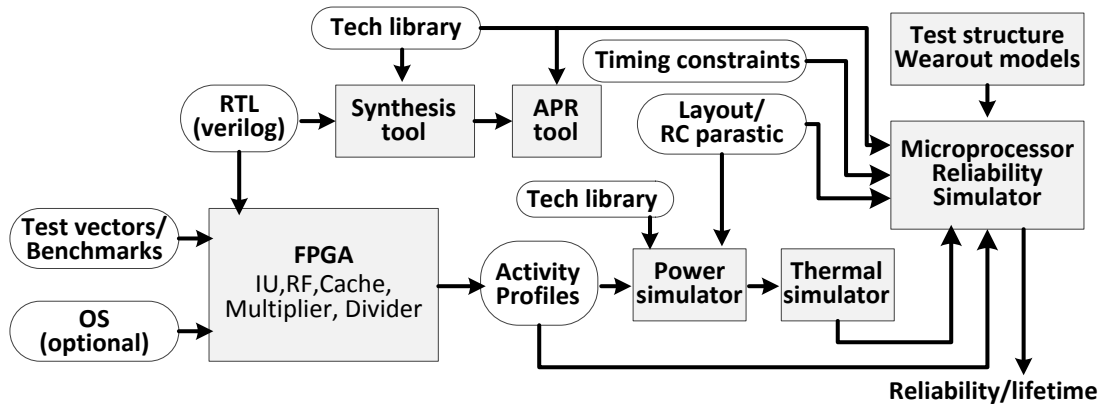 Tech library
Test structure
Wearout models
Timing constraints
RTL
(verilog)
Synthesis
tool
APR
tool
Layout/
RC parastic
Microprocessor
Reliability
Simulator
Tech library
Test vectors/
Benchmarks
FPGA
IU,RF,Cache,
Multiplier, Divider
Activity
Profiles
Power
simulator
Thermal
simulator
OS
(optional)
Reliability/lifetime